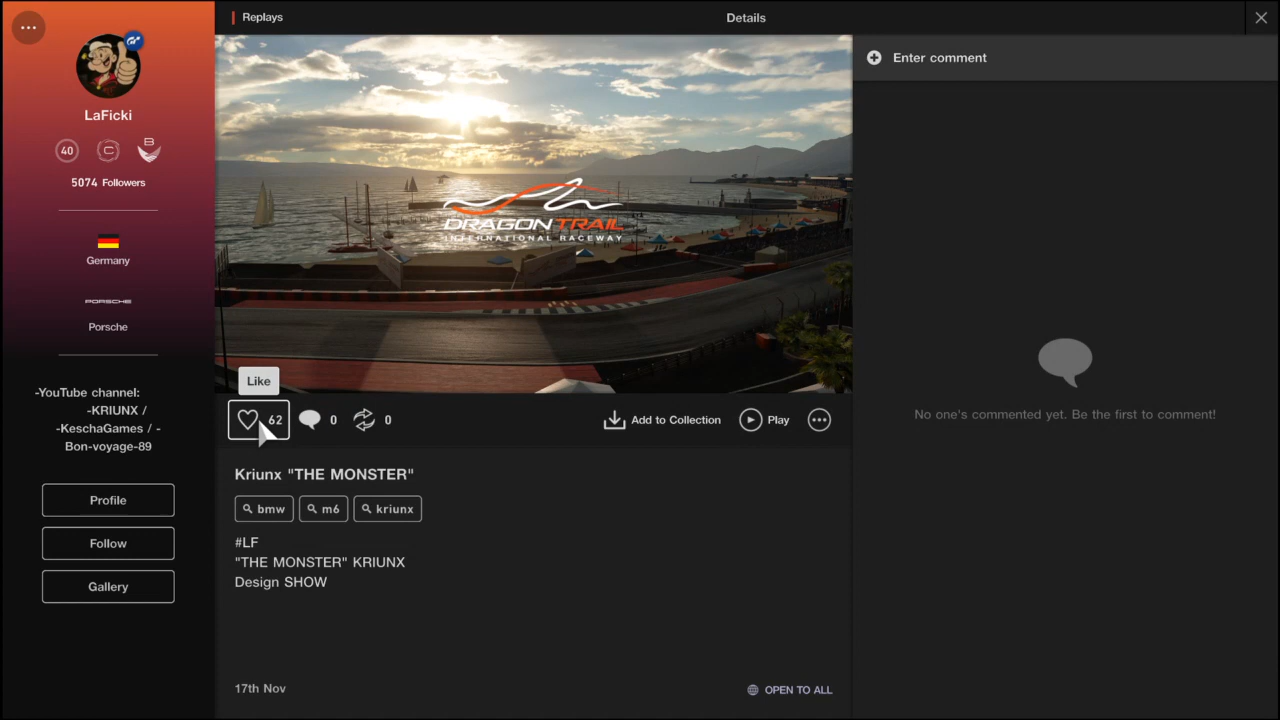 Replays
Details
LaFicki
40
C
B
5074 Followers
Germany
PORSCHE
Porsche
-YouTube channel:
-KRIUNX /
-KeschaGames / -
Bon-voyage-89
Profile
Follow
Gallery
DRAGON TRAIL
INTERNATIONAL RACEWAY
Like
62
0
0
Add to Collection
Play
Kriunx "THE MONSTER"
bmw
m6
kriunx
#LF
"THE MONSTER" KRIUNX
Design SHOW
17th Nov
OPEN TO ALL
Enter comment
No one's commented yet. Be the first to comment!